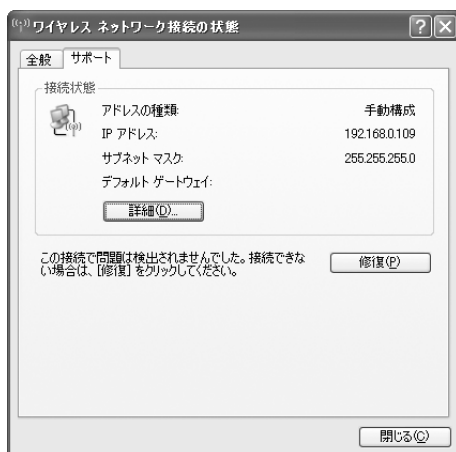 ワイヤレス ネットワーク接続の状態
全般 サポート
接続状態
アドレスの種類: 手動構成
IP アドレス: 192.168.0.109
サブネット マスク: 255.255.255.0
デフォルト ゲートウェイ:
詳細(D)...
この接続で問題は検出されませんでした。接続できな
い場合は、[修復] をクリックしてください。
修復(P)
閉じる(C)